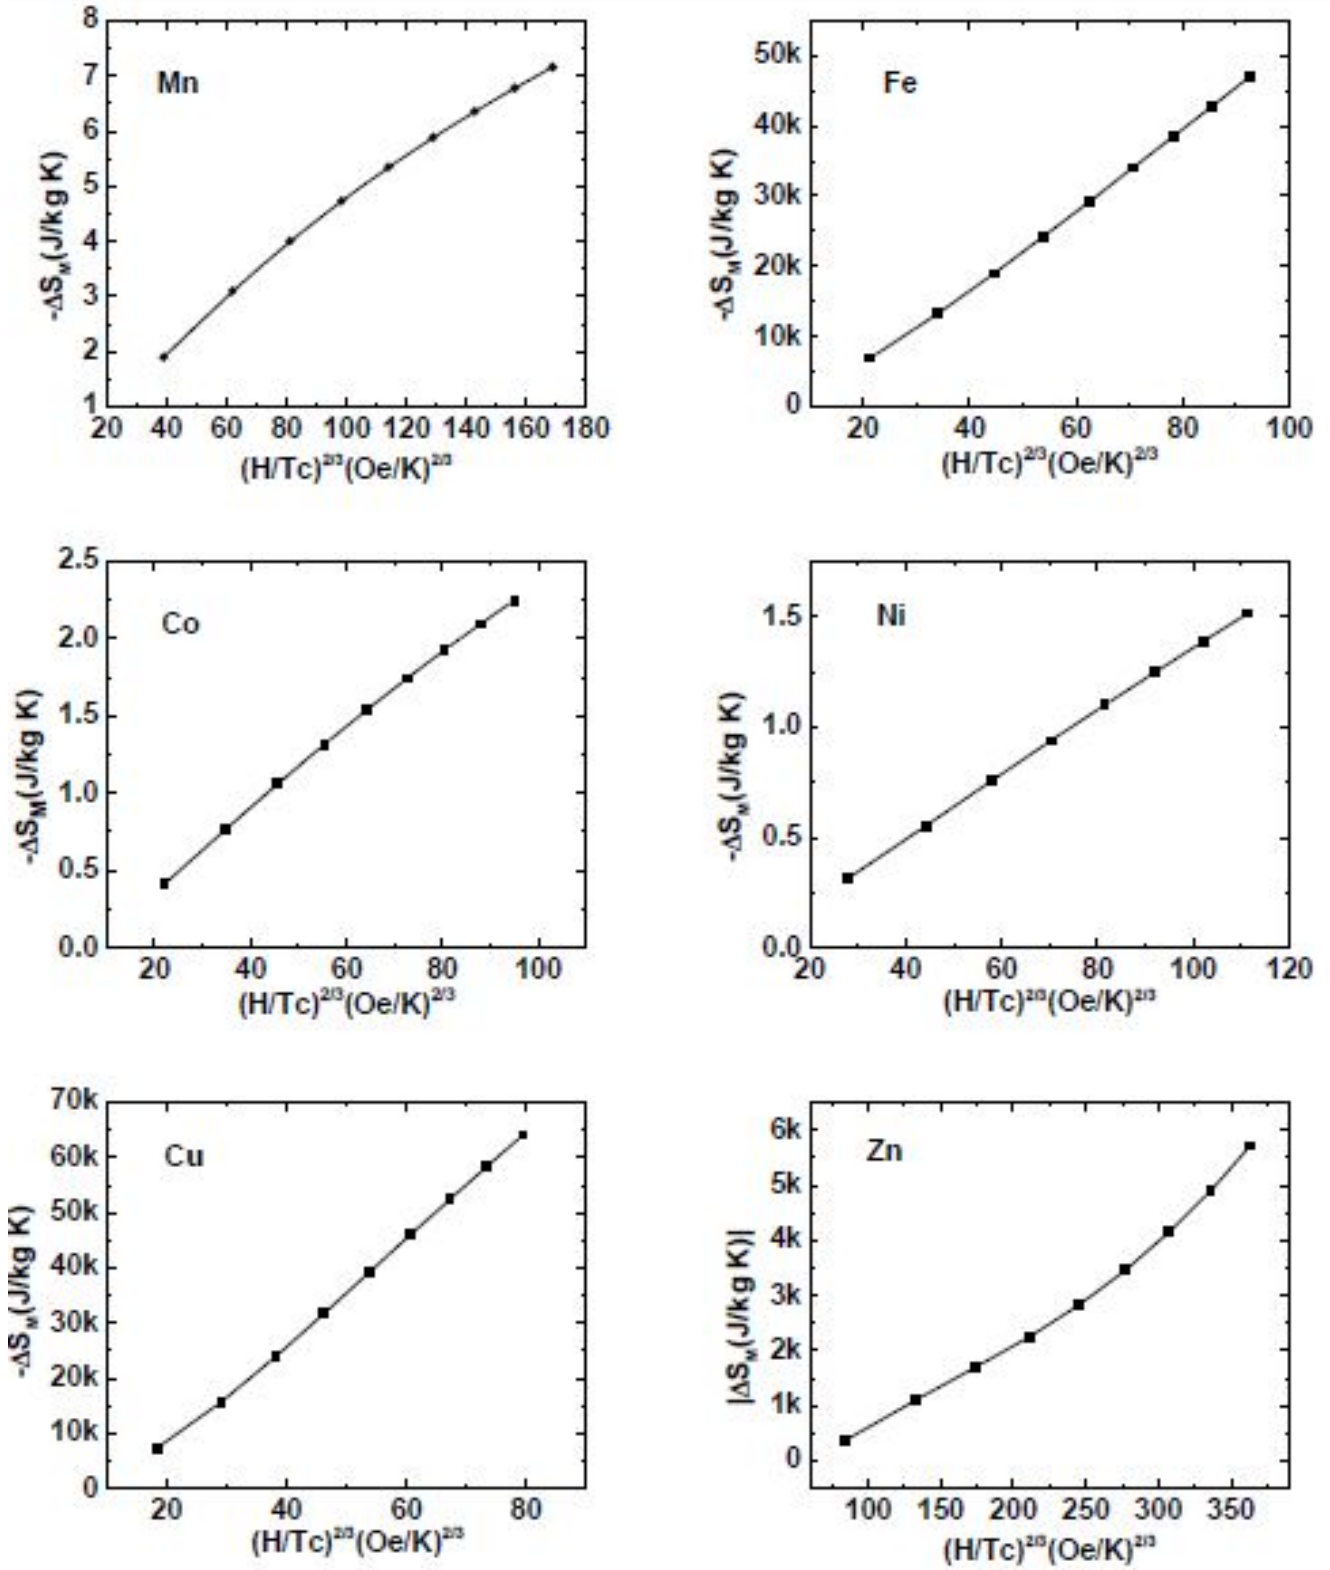 Mn
8
7
6
5
4
3
2
1
-ΔS_M(J/kg K)
20 40 60 80 100 120 140 160 180
(H/Tc)^2/3(Oe/K)^2/3
Fe
50k
40k
30k
20k
10k
0
-ΔS_M(J/kg K)
20 40 60 80 100
(H/Tc)^2/3(Oe/K)^2/3
Co
2.5
2.0
1.5
1.0
0.5
0.0
-ΔS_M(J/kg K)
20 40 60 80 100
(H/Tc)^2/3(Oe/K)^2/3
Ni
1.5
1.0
0.5
0.0
-ΔS_M(J/kg K)
20 40 60 80 100 120
(H/Tc)^2/3(Oe/K)^2/3
Cu
70k
60k
50k
40k
30k
20k
10k
0
-ΔS_M(J/kg K)
20 40 60 80
(H/Tc)^2/3(Oe/K)^2/3
Zn
6k
5k
4k
3k
2k
1k
0
|ΔS_M(J/kg K)|
100 150 200 250 300 350
(H/Tc)^2/3(Oe/K)^2/3